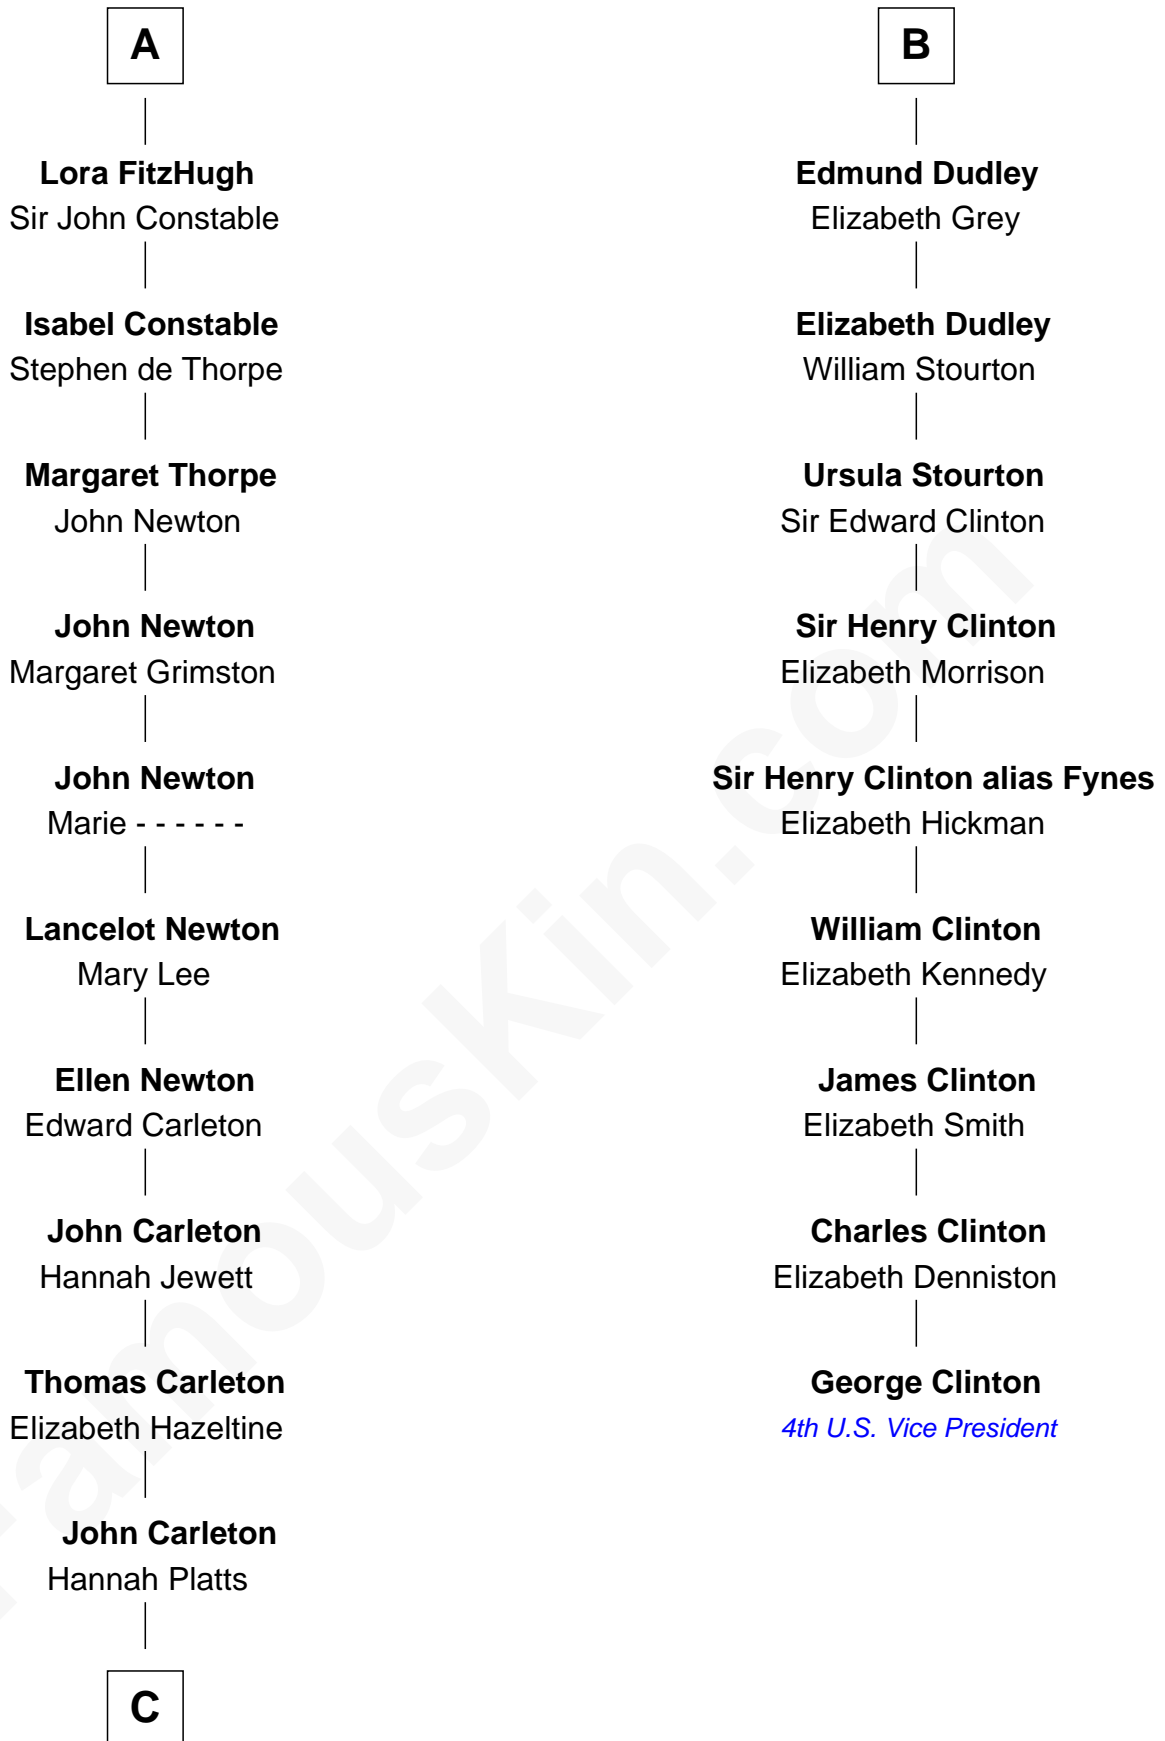 A
Lora FitzHugh
Sir John Constable
Isabel Constable
Stephen de Thorpe
Margaret Thorpe
John Newton
John Newton
Margaret Grimston
John Newton
Marie - - - - - -
Lancelot Newton
Mary Lee
Ellen Newton
Edward Carleton
John Carleton
Hannah Jewett
Thomas Carleton
Elizabeth Hazeltine
John Carleton
Hannah Platts
C
B
Edmund Dudley
Elizabeth Grey
Elizabeth Dudley
William Stourton
Ursula Stourton
Sir Edward Clinton
Sir Henry Clinton
Elizabeth Morrison
Sir Henry Clinton alias Fynes
Elizabeth Hickman
William Clinton
Elizabeth Kennedy
James Clinton
Elizabeth Smith
Charles Clinton
Elizabeth Denniston
George Clinton
4th U.S. Vice President
FamousKin.com